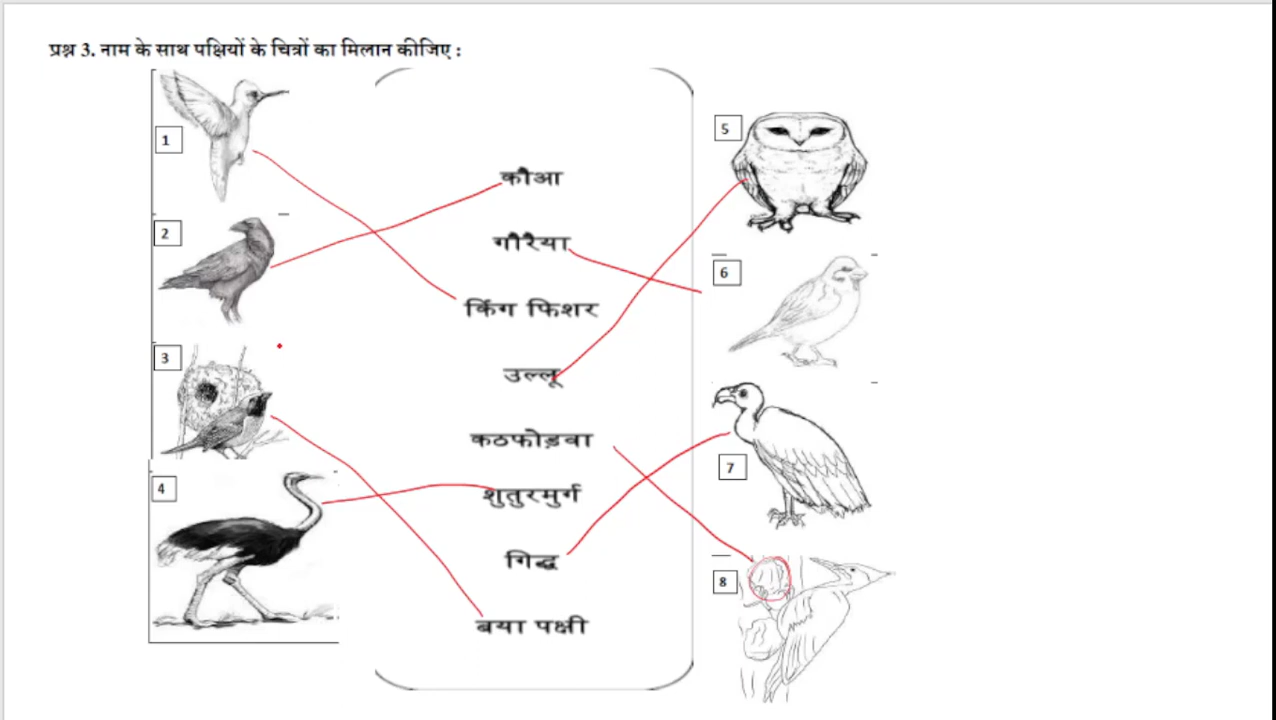 प्रश्न 3. नाम के साथ पक्षियों के चित्रों का मिलान कीजिए :
1
2
3
4
कौआ
गौरैया
किंग फिशर
उल्लू
कठफोड़वा
शुतुरमुर्ग
गिद्ध
बया पक्षी
5
6
7
8